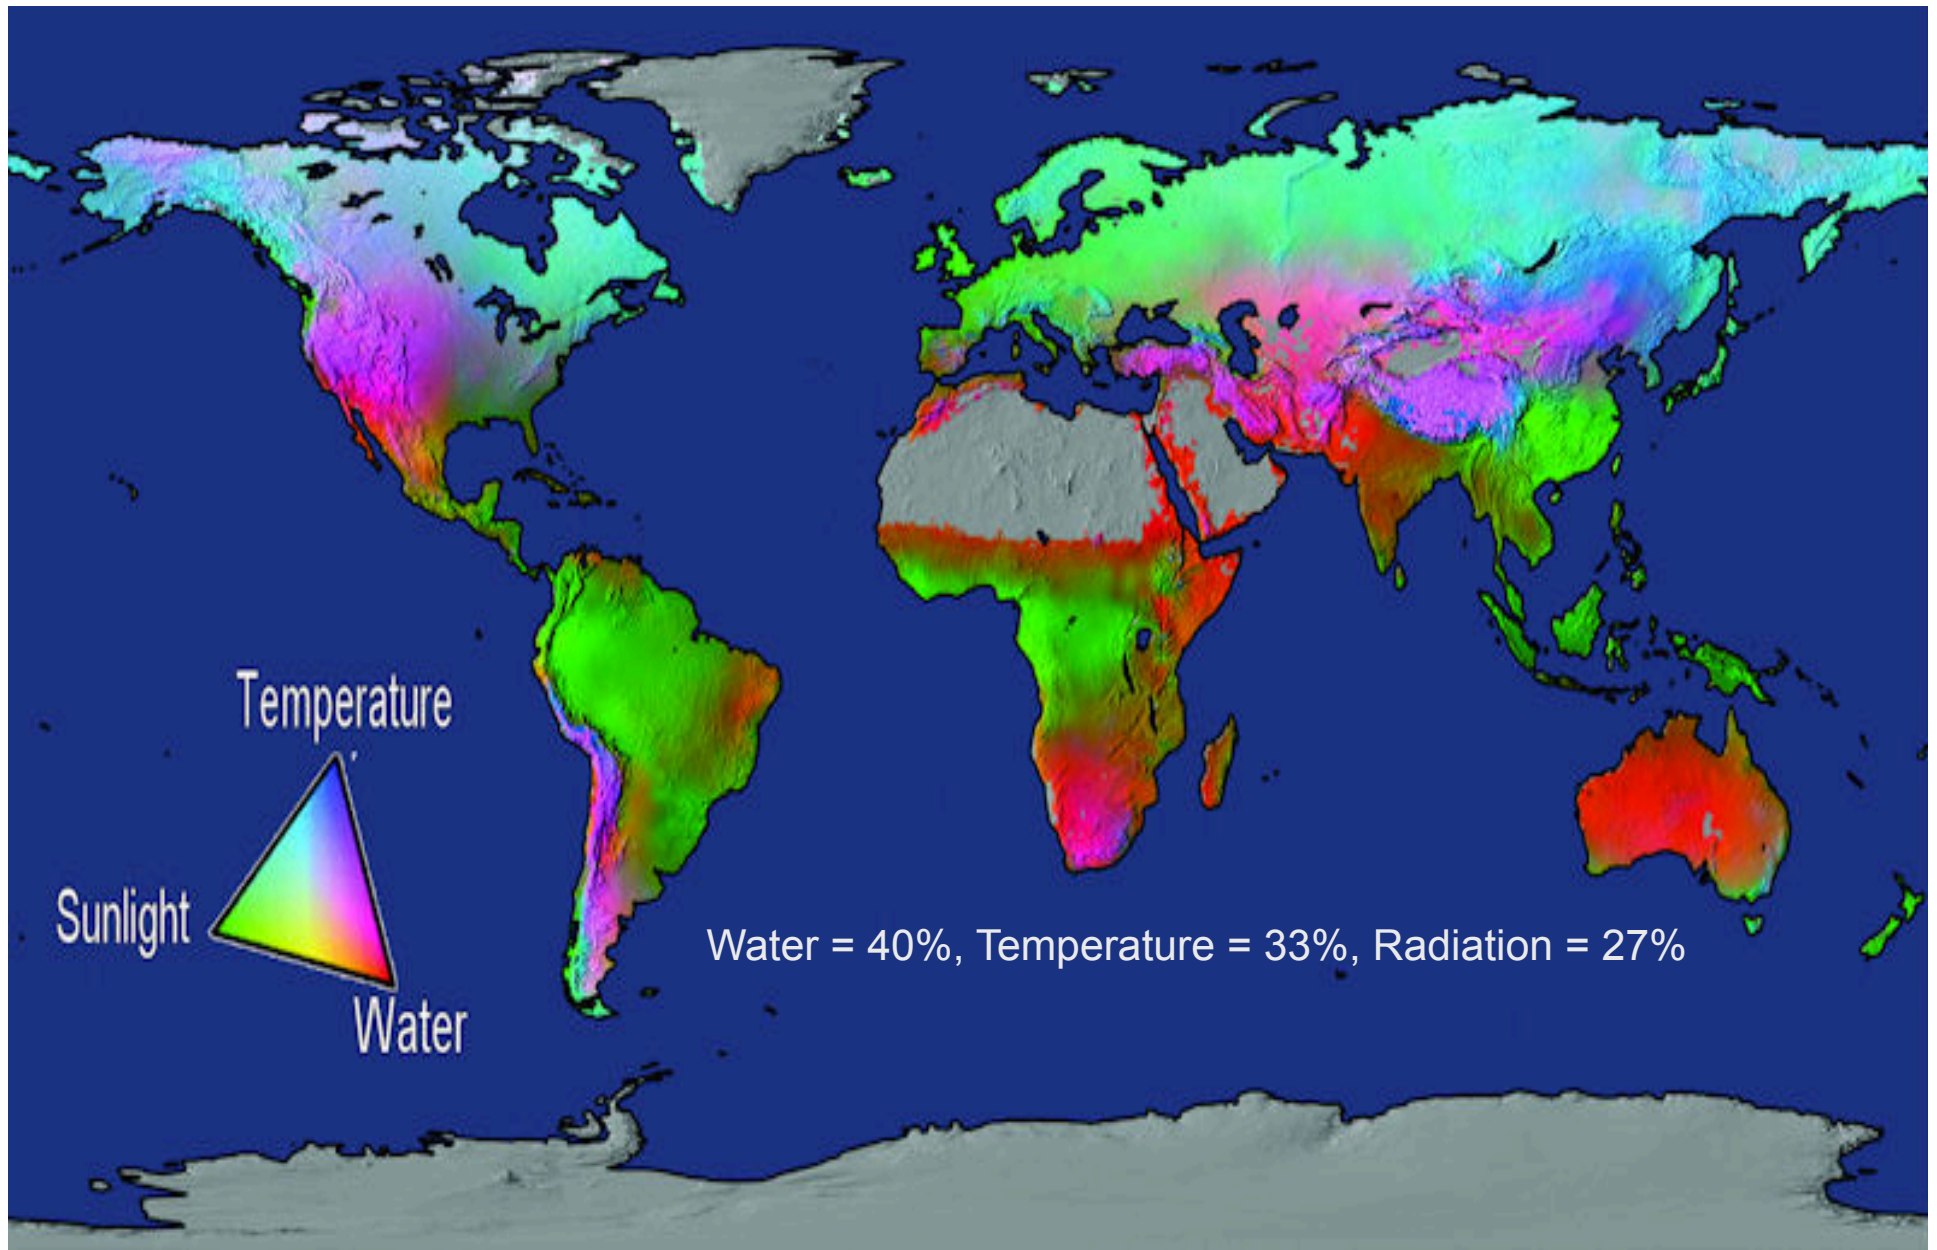 Temperature
Sunlight
Water = 40%, Temperature = 33%, Radiation = 27%
Water